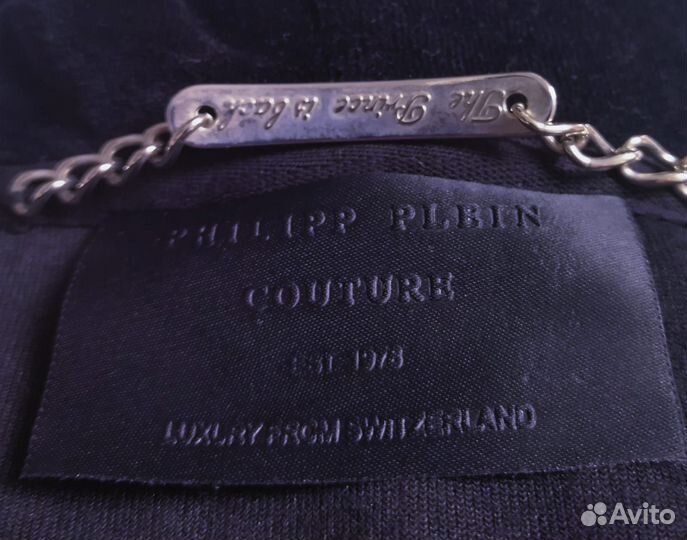 The Prince is back
PHILIPP PLEIN
COUTURE
EST 1978
LUXURY FROM SWITZERLAND
Avito